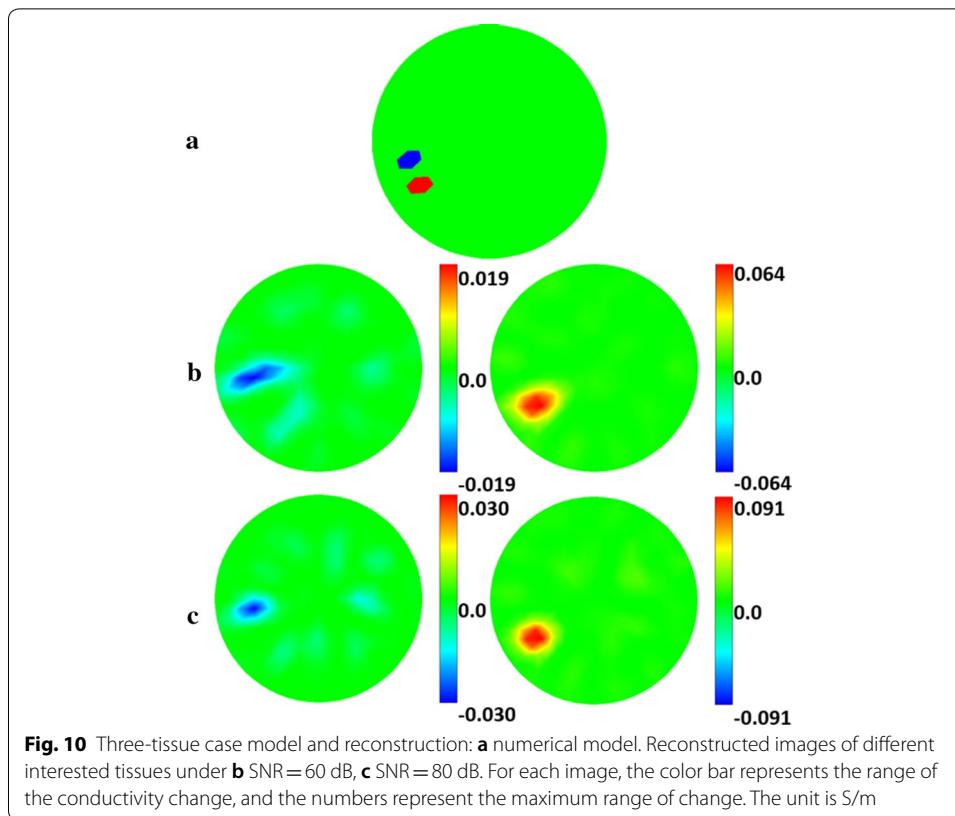 a
0.019
0.064
b
0.0
0.0
-0.019
-0.064
0.030
0.091
c
0.0
0.0
-0.030
-0.091
Fig. 10 Three-tissue case model and reconstruction: a numerical model. Reconstructed images of different
interested tissues under b SNR = 60 dB, c SNR = 80 dB. For each image, the color bar represents the range of
the conductivity change, and the numbers represent the maximum range of change. The unit is S/m